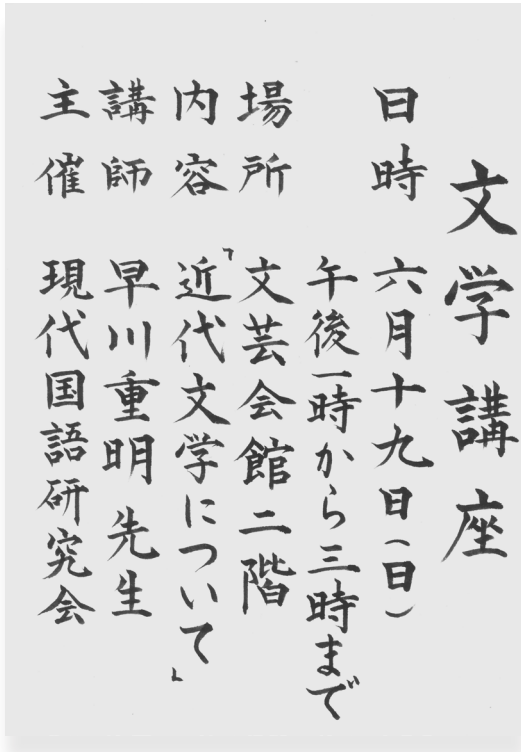 文学講座
日時 六月十九日(日)
午後一時から三時まで
場所 文芸会館二階
内容 「近代文学について」
講師 早川重明先生
主催 現代国語研究会